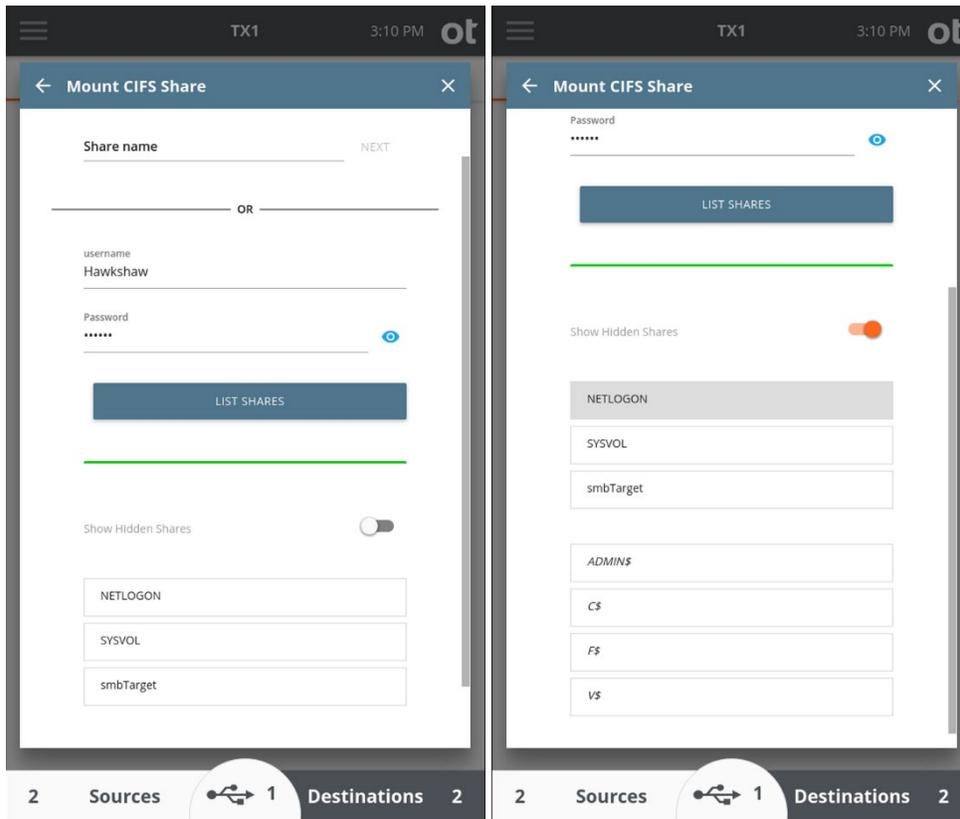 TX1 3:10 PM ot
Mount CIFS Share
Share name NEXT
OR
username
Hawkshaw
Password
••••••
LIST SHARES
Show Hidden Shares
NETLOGON
SYSVOL
smbTarget
2 Sources 1 Destinations 2
TX1 3:10 PM ot
Mount CIFS Share
Password
••••••
LIST SHARES
Show Hidden Shares
NETLOGON
SYSVOL
smbTarget
ADMIN$
C$
F$
V$
2 Sources 1 Destinations 2